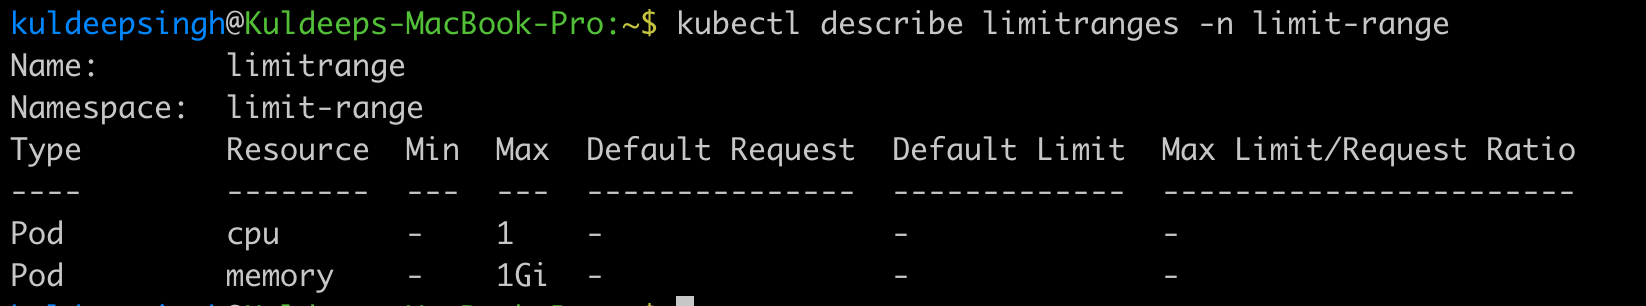 kuldeepsingh@Kuldeeps-MacBook-Pro:~$ kubectl describe limitranges -n limit-range
Name:       limitrange
Namespace:  limit-range
Type        Resource  Min  Max  Default Request  Default Limit  Max Limit/Request Ratio
----        --------  ---  ---  ---------------  -------------  -----------------------
Pod         cpu       -    1    -                -              -
Pod         memory    -    1Gi  -                -              -